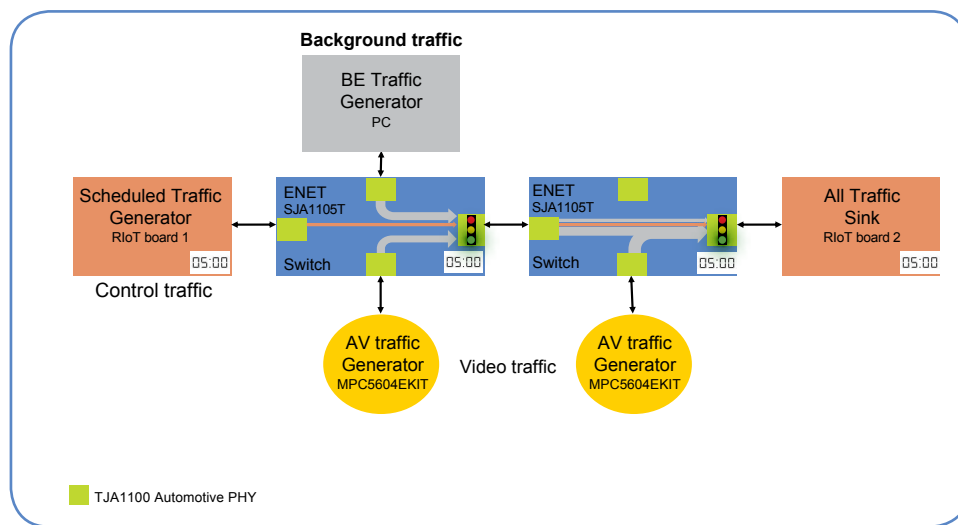 Background traffic
BE Traffic
Generator
PC
Scheduled Traffic
Generator
RIoT board 1
05:00
Control traffic
ENET
SJA1105T
Switch
05:00
ENET
SJA1105T
Switch
05:00
All Traffic
Sink
RIoT board 2
05:00
AV traffic
Generator
MPC5604EKIT
Video traffic
AV traffic
Generator
MPC5604EKIT
TJA1100 Automotive PHY